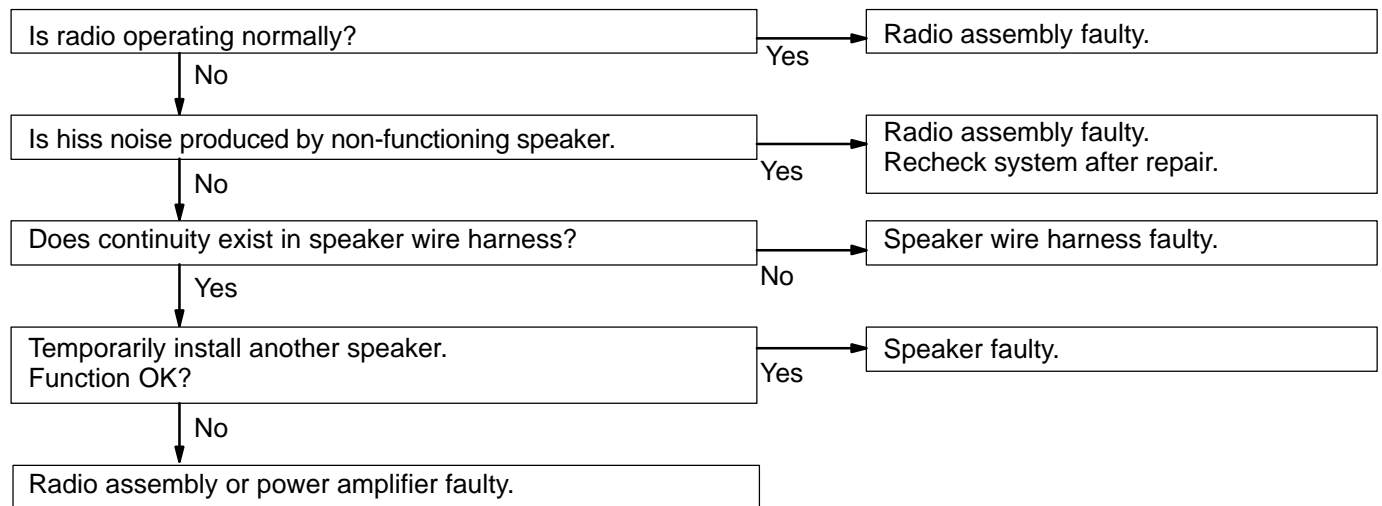 Is radio operating normally?
Yes
Radio assembly faulty.
No
Is hiss noise produced by non-functioning speaker.
Yes
Radio assembly faulty.
Recheck system after repair.
No
Does continuity exist in speaker wire harness?
No
Speaker wire harness faulty.
Yes
Temporarily install another speaker.
Function OK?
Yes
Speaker faulty.
No
Radio assembly or power amplifier faulty.